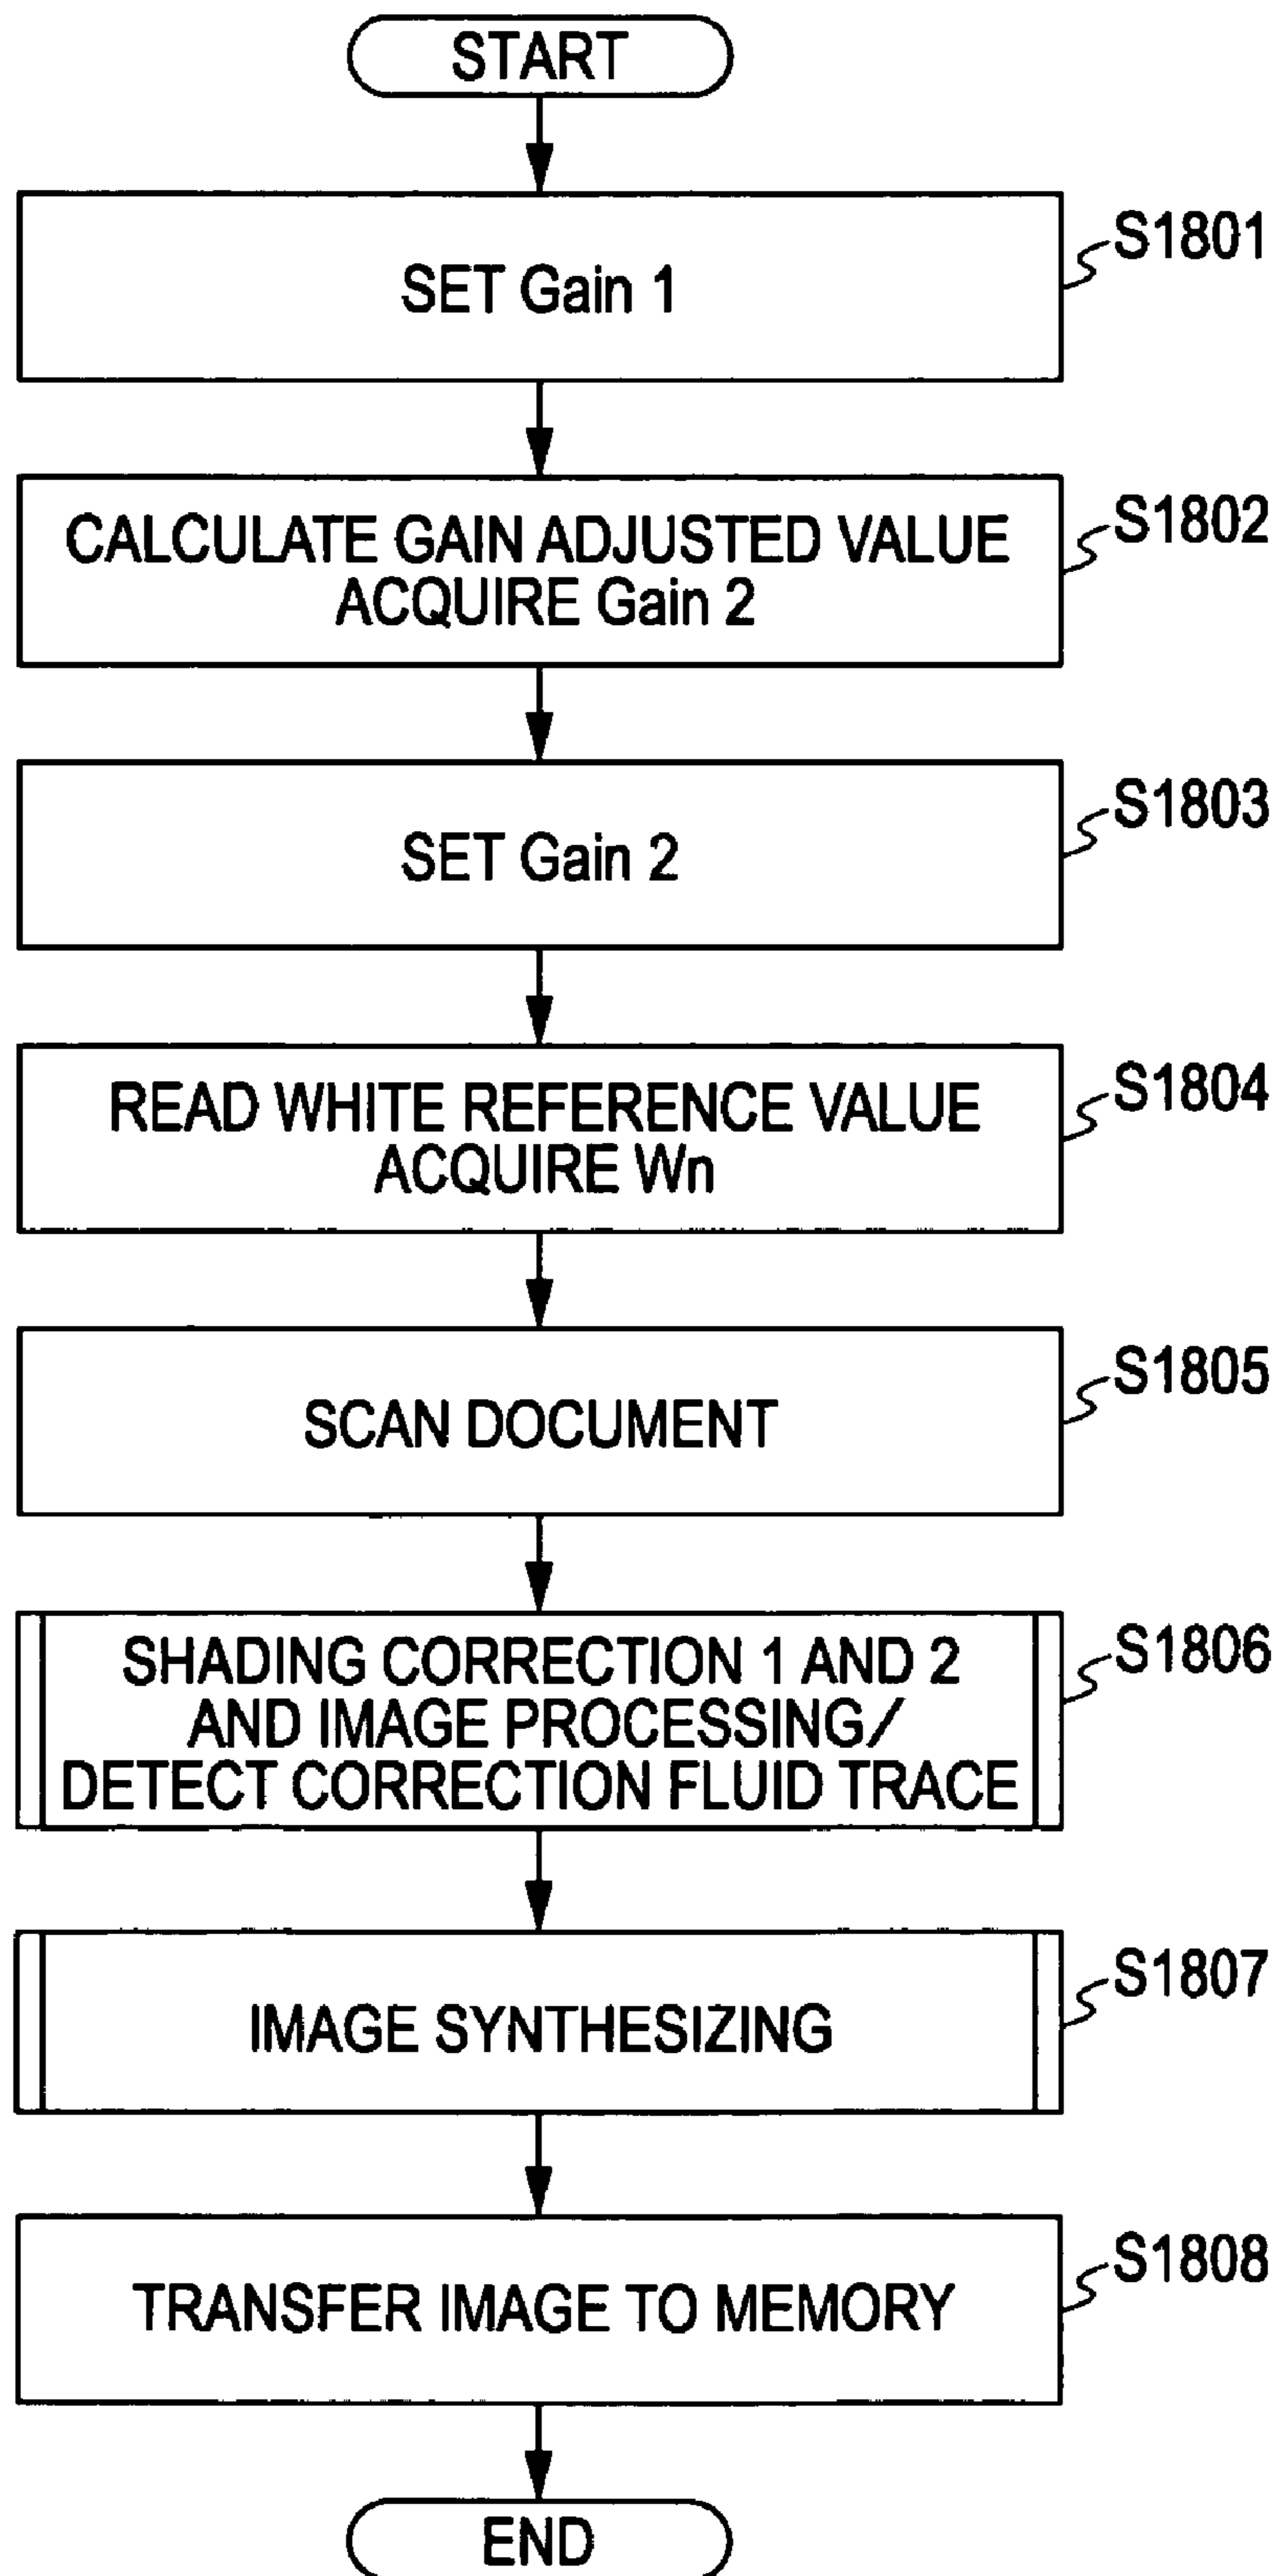 START
SET Gain 1
S1801
CALCULATE GAIN ADJUSTED VALUE
ACQUIRE Gain 2
S1802
SET Gain 2
S1803
READ WHITE REFERENCE VALUE
ACQUIRE Wn
S1804
SCAN DOCUMENT
S1805
SHADING CORRECTION 1 AND 2
AND IMAGE PROCESSING/
DETECT CORRECTION FLUID TRACE
S1806
IMAGE SYNTHESIZING
S1807
TRANSFER IMAGE TO MEMORY
S1808
END